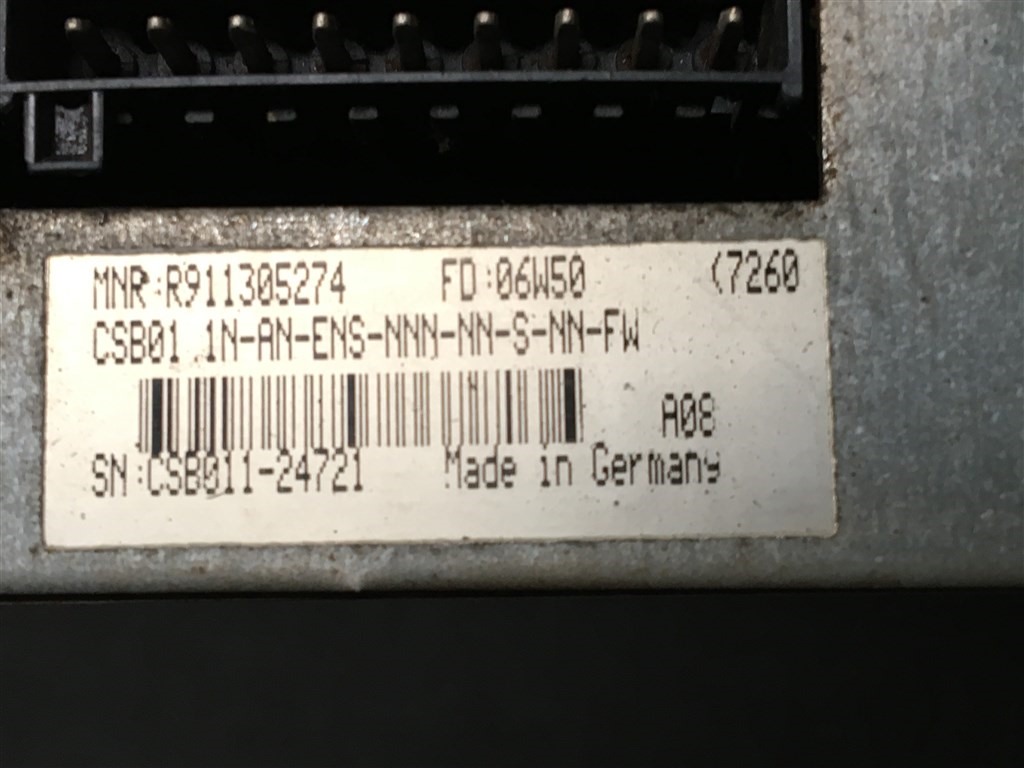 MNR:R911305274 FD:06W50 (7260
CSB01 1N-AN-ENS-NNN-NN-S-NN-FW
A08
SN:CSB011-24721 Made in Germany